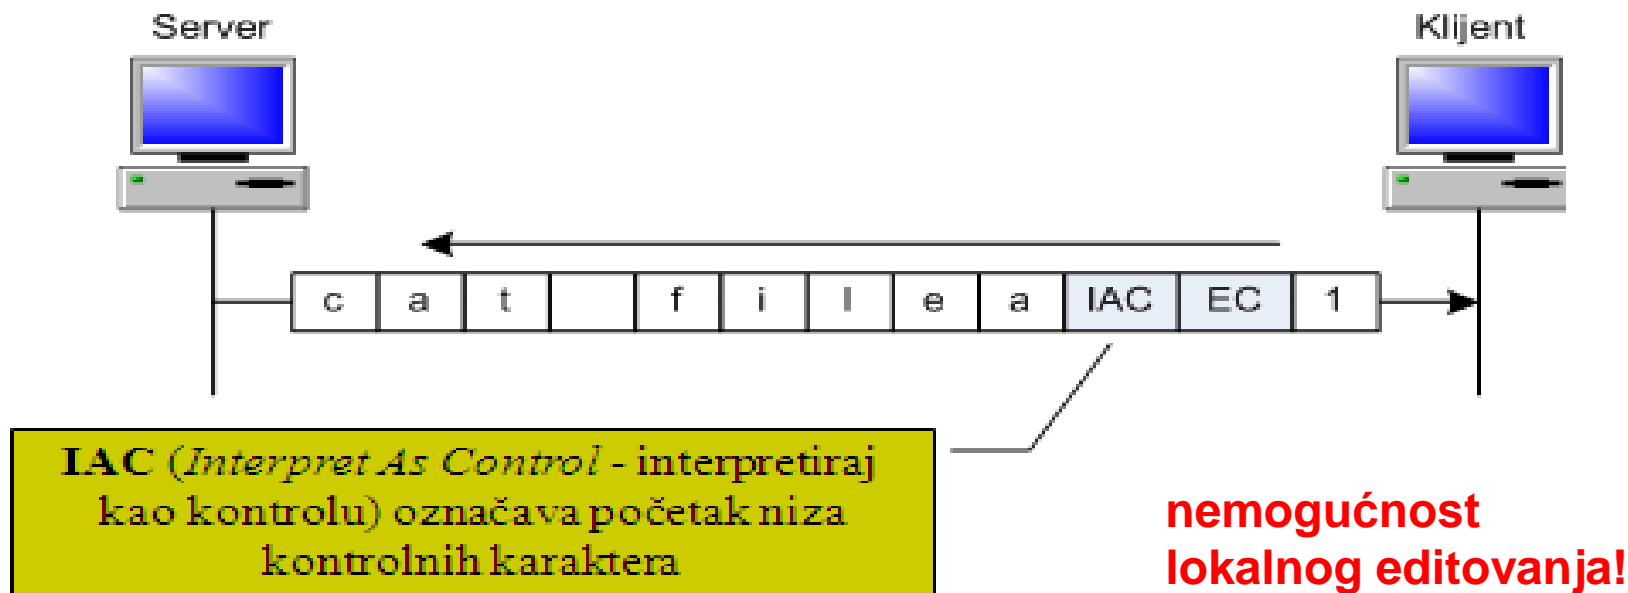 Server
Klijent
c a t f i l e a IAC EC 1
IAC (Interpret As Control - interpretiraj
kao kontrolu) označava početak niza
kontrolnih karaktera
nemogućnost
lokalnog editovanja!